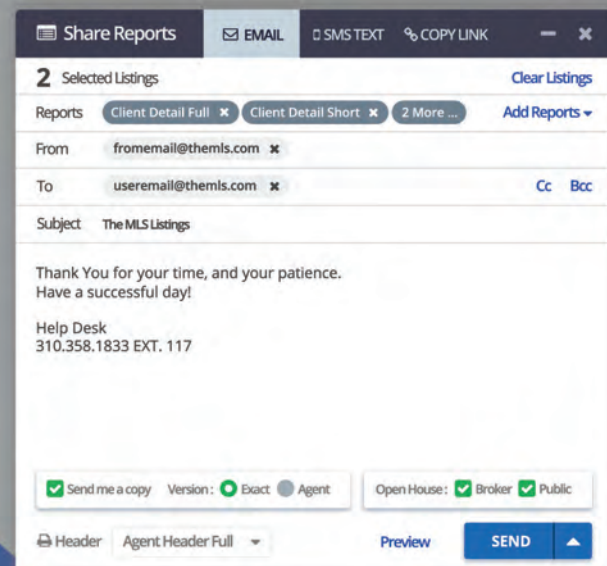 Share Reports EMAIL SMS TEXT COPY LINK
2 Selected Listings Clear Listings
Reports Client Detail Full Client Detail Short 2 More ... Add Reports
From fromemail@themls.com
To useremail@themls.com Cc Bcc
Subject The MLS Listings
Thank You for your time, and your patience.
Have a successful day!
Help Desk
310.358.1833 EXT. 117
Send me a copy Version: Exact Agent Open House: Broker Public
Header Agent Header Full Preview SEND